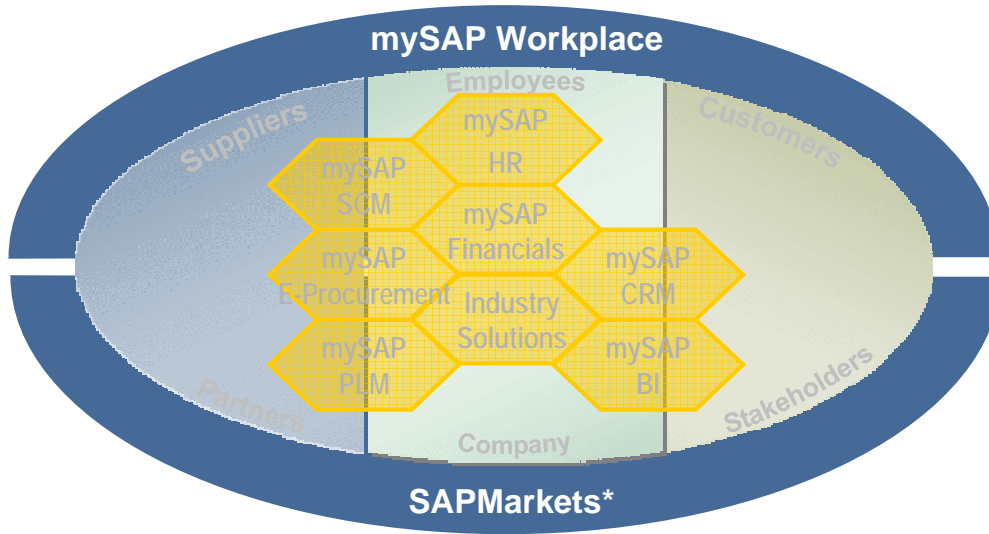 mySAP Workplace
Employees
Suppliers
Customers
mySAP
HR
mySAP
SCM
mySAP
Financials
mySAP
E-Procurement
mySAP
CRM
Industry
Solutions
mySAP
PLM
mySAP
BI
Partners
Stakeholders
Company
SAPMarkets*